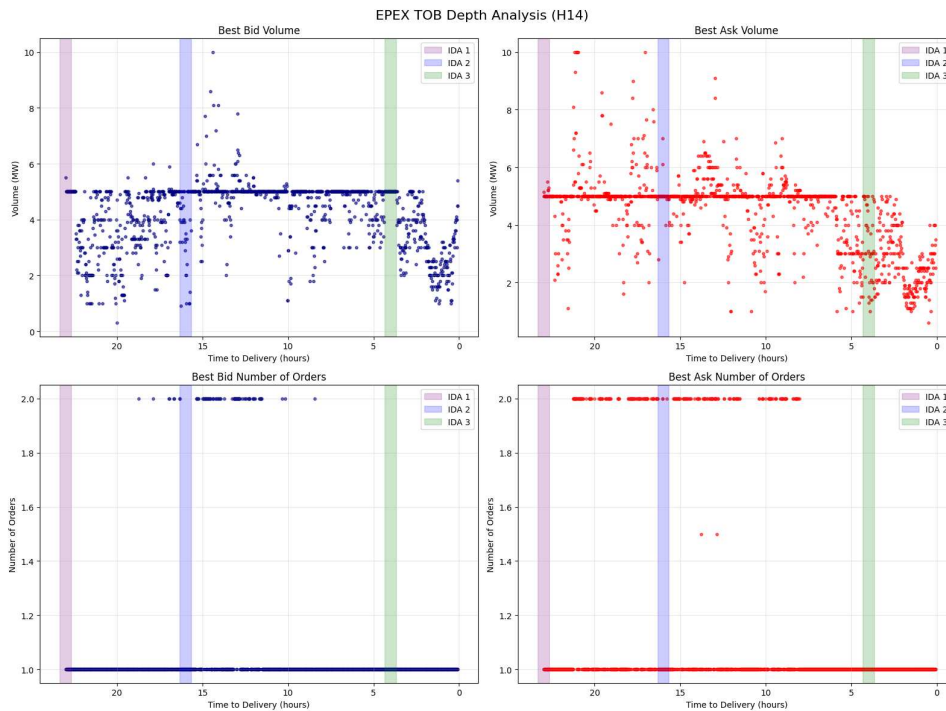 EPEX TOB Depth Analysis (H14)
Best Bid Volume
Volume (MW)
10
8
6
4
2
0
IDA 1
IDA 2
IDA 3
20
15
10
5
0
Time to Delivery (hours)
Best Ask Volume
Volume (MW)
10
8
6
4
2
IDA 1
IDA 2
IDA 3
20
15
10
5
0
Time to Delivery (hours)
Best Bid Number of Orders
Number of Orders
2.0
1.8
1.6
1.4
1.2
1.0
IDA 1
IDA 2
IDA 3
20
15
10
5
0
Time to Delivery (hours)
Best Ask Number of Orders
Number of Orders
2.0
1.8
1.6
1.4
1.2
1.0
IDA 1
IDA 2
IDA 3
20
15
10
5
0
Time to Delivery (hours)